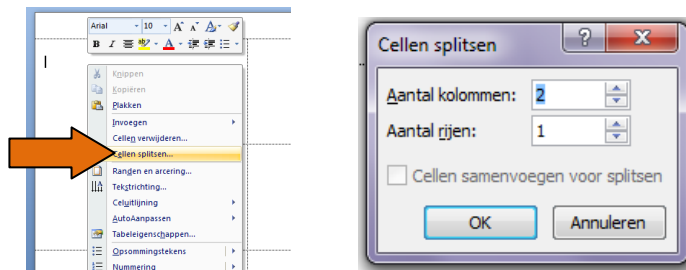 Arial 10 A A A
B I A
Knippen
Kopiëren
Plakken
Invoegen
Cellen verwijderen...
Cellen splitsen...
Randen en arcering...
Tekstrichting...
Celuitlijning
AutoAanpassen
Tabeleigenschappen...
Opsommingstekens
Nummering
Cellen splitsen
Aantal kolommen: 2
Aantal rijen: 1
Cellen samenvoegen voor splitsen
OK Annuleren